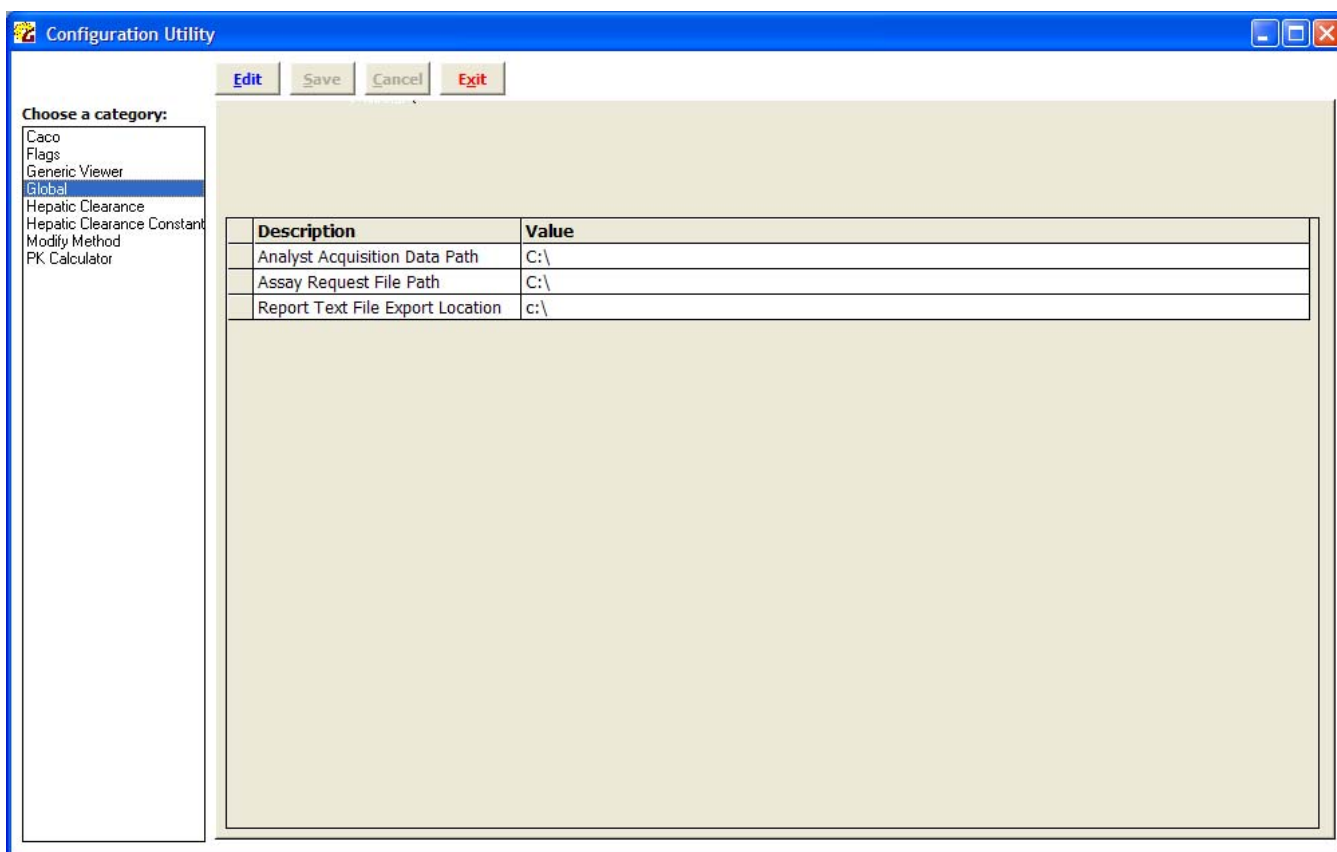 Configuration Utility
Edit Save Cancel Exit
Choose a category:
Caco
Flags
Generic Viewer
Global
Hepatic Clearance
Hepatic Clearance Constant
Modify Method
PK Calculator
Description Value
Analyst Acquisition Data Path C:\
Assay Request File Path C:\
Report Text File Export Location c:\